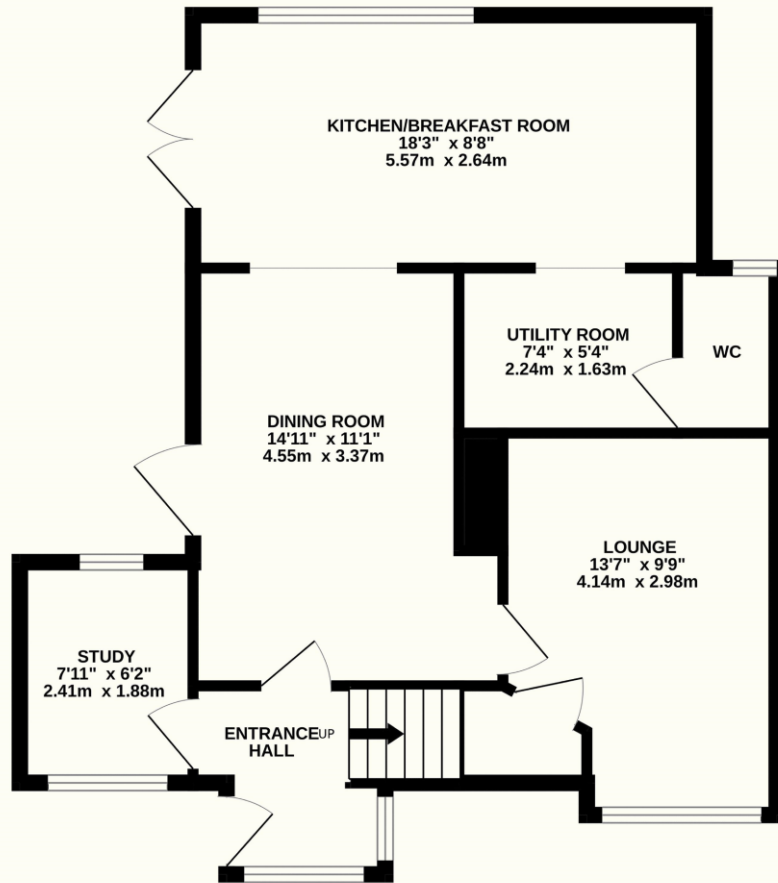 KITCHEN/BREAKFAST ROOM
18'3" x 8'8"
5.57m x 2.64m
UTILITY ROOM
7'4" x 5'4"
2.24m x 1.63m
WC
DINING ROOM
14'11" x 11'1"
4.55m x 3.37m
LOUNGE
13'7" x 9'9"
4.14m x 2.98m
STUDY
7'11" x 6'2"
2.41m x 1.88m
ENTRANCE
HALL
UP